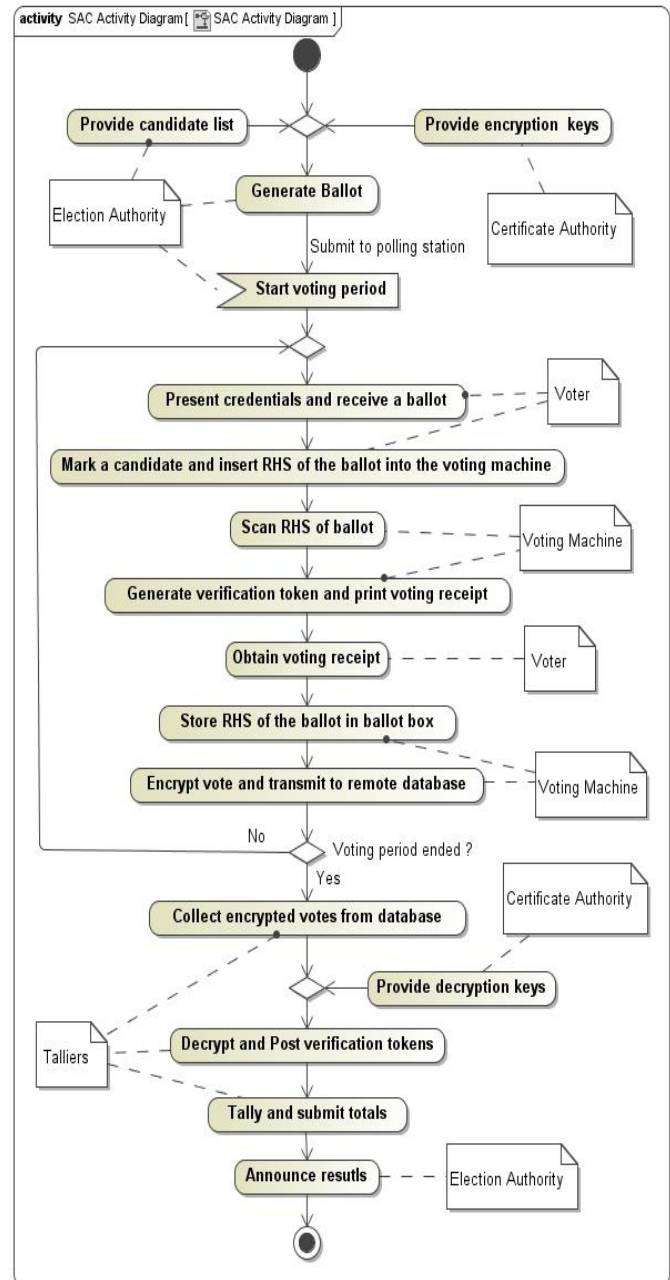 activity SAC Activity Diagram [ SAC Activity Diagram ]
Provide candidate list
Provide encryption keys
Generate Ballot
Election Authority
Certificate Authority
Submit to polling station
Start voting period
Present credentials and receive a ballot
Voter
Mark a candidate and insert RHS of the ballot into the voting machine
Scan RHS of ballot
Voting Machine
Generate verification token and print voting receipt
Obtain voting receipt
Voter
Store RHS of the ballot in ballot box
Encrypt vote and transmit to remote database
Voting Machine
No
Voting period ended ?
Yes
Certificate Authority
Collect encrypted votes from database
Provide decryption keys
Decrypt and Post verification tokens
Talliers
Tally and submit totals
Announce resutls
Election Authority